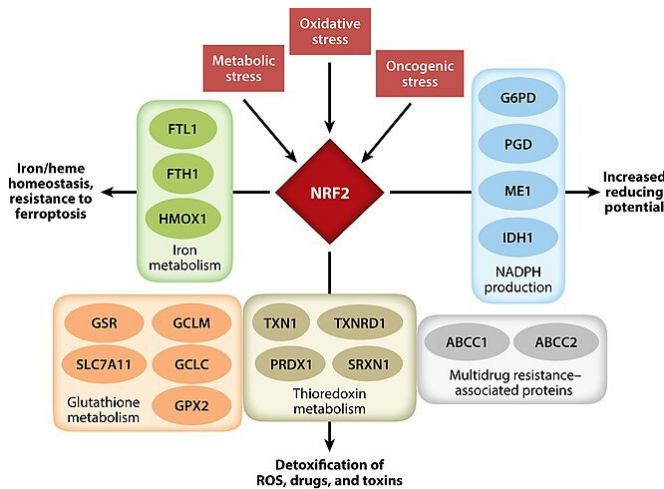 Oxidative
stress
Metabolic
stress
Oncogenic
stress
FTL1
FTH1
HMOX1
Iron
metabolism
Iron/heme
homeostasis,
resistance to
ferroptosis
NRF2
G6PD
PGD
ME1
IDH1
NADPH
production
Increased
reducing
potential
GSR
GCLM
SLC7A11
GCLC
Glutathione
metabolism
GPX2
TXN1
TXNRD1
PRDX1
SRXN1
Thioredoxin
metabolism
ABCC1
ABCC2
Multidrug resistance–
associated proteins
Detoxification of
ROS, drugs, and toxins